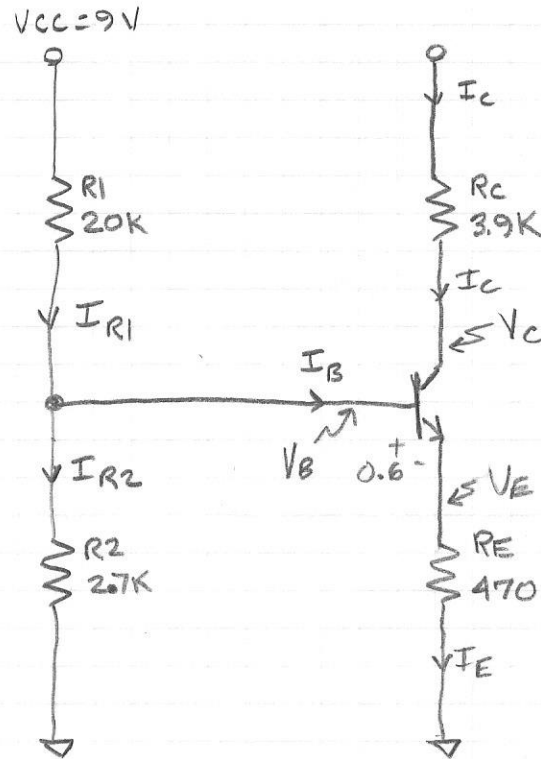 VCC=9V
IC
R1
20K
RC
3.9K
IC
IR1
VC
IB
VB
+
0.6 -
IR2
VE
R2
2.7K
RE
470
IE